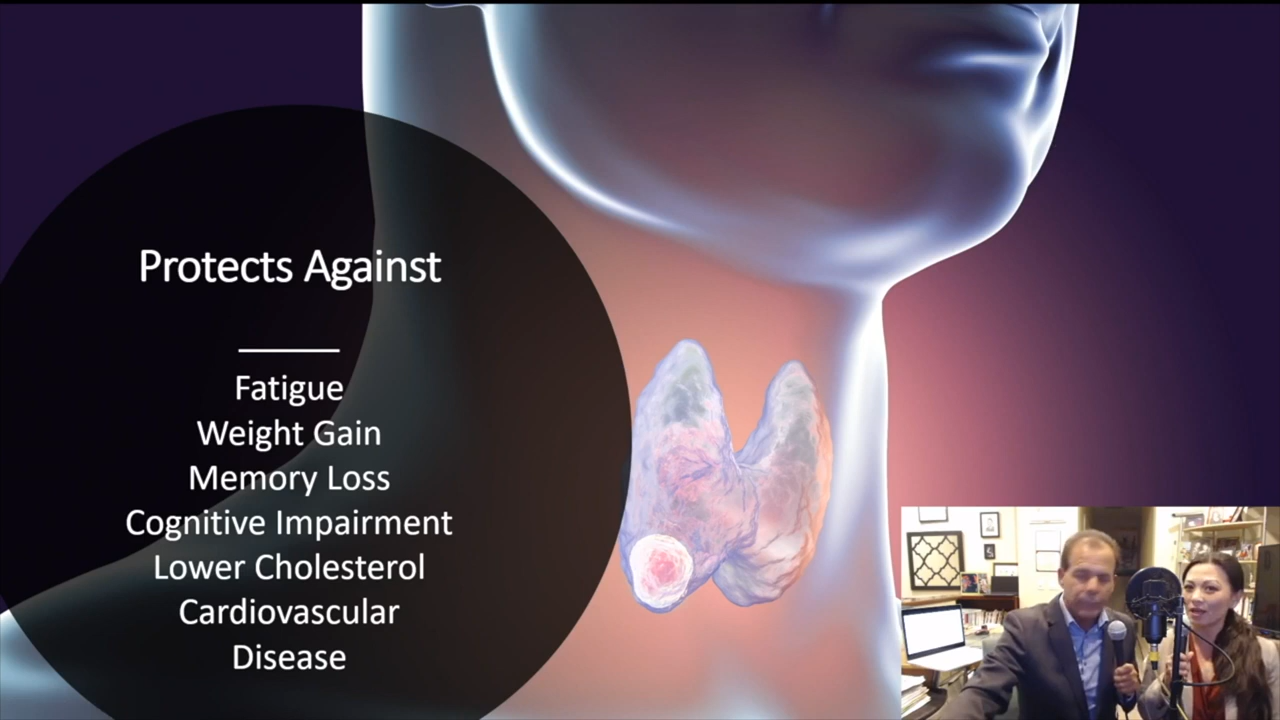 Protects Against
Fatigue
Weight Gain
Memory Loss
Cognitive Impairment
Lower Cholesterol
Cardiovascular
Disease